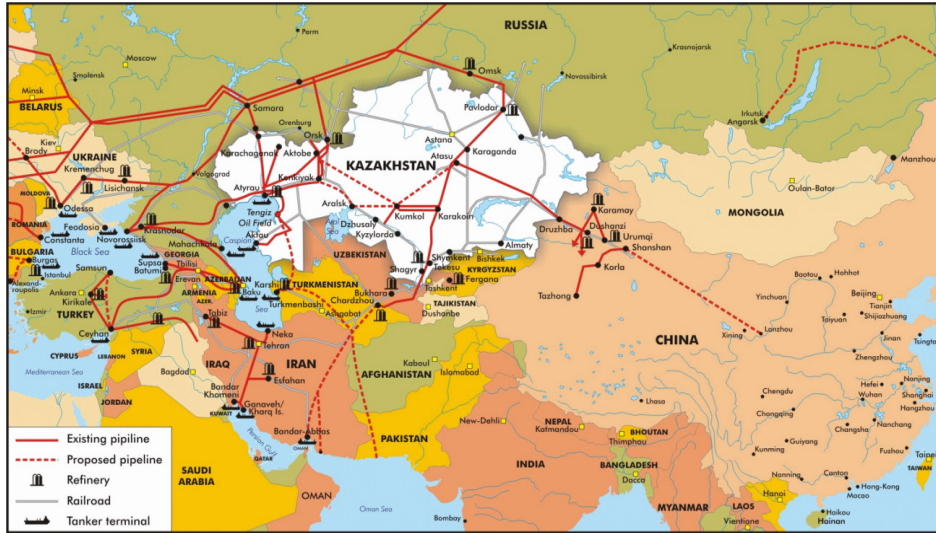 RUSSIA
Perm
Krasnojarsk
Moscow
Smolensk
Omsk
Novossibirsk
Minsk
BELARUS
Samara
Pavlodar
Irkutsk
Angarsk
Orenburg
Orsk
Kiev
Brody
Astana
UKRAINE
Kremenchug
Lisichansk
Karachaganak
Aktobe
KAZAKHSTAN
Karaganda
Atasu
Manzhou
Volgograd
Kenkiyak
Oulan-Bator
MOLDOVA
Atyrau
Odessa
Aralsk
Kumkol
Karakoin
Karamay
MONGOLIA
ROMANIA
Tengiz
Oil Field
Feodosia
Krasnodar
Dzhusaly
Druzhba
Dushanzi
Constanta
Novorossiisk
Aral
Sea
Kyzylorda
Urumqi
Shanshan
Mahachkala
Caspian
Aktau
Almaty
Black Sea
GEORGIA
UZBEKISTAN
Shymkent
Bishkek
BULGARIA
Burgas
Samsun
Supsa
Batumi
Tbilisi
Shagyr
Tekesu
KYRGYZSTAN
Korla
Hohhot
Baotou
Istanbul
Erevan
AZERBAIJAN
Karshi
TURKMENISTAN
Bukhara
Tashkent
Fergana
Tazhong
Alexand-
roupolis
Ankara
Kirikale
ARMENIA
AZER.
Baku
Turkmenbashi
Chardzhou
TAJIKISTAN
Yinchuan
Beijing
Tianjin
Izmir
TURKEY
Tabiz
Sea
Asgabat
Dushanbe
Taiyuan
Shijiazhuang
Ceyhan
Neka
Xining
Lanzhou
Jinan
Tsingta
Tehran
CHINA
CYPRUS
LEBANON
SYRIA
Kaboul
Zhengzhou
Mediterranean Sea
Bagdad
IRAQ
IRAN
Islamabad
ISRAEL
Esfahan
AFGHANISTAN
Hefei
Nanjing
JORDAN
Bandar
Khomeni
Chengdu
Wuhan
Shanghai
KUWAIT
Ganaveh/
Kharq Is.
Lhasa
Chongqing
Hangzhou
New-Dehli
NEPAL
Katmandou
BHOUTAN
Changsha
Nanchang
Existing pipiline
Bandar-Abbas
PAKISTAN
Thimphou
Guiyang
Proposed pipeline
Persian Gulf
OMAN
Kunming
Fuzhou
Taipei
Refinery
SAUDI
ARABIA
QATAR
INDIA
BANGLADESH
Dacca
Nanning
Canton
TAIWAN
Railroad
OMAN
Hanoi
Hong-Kong
Macao
Tanker terminal
Oman Sea
Bombay
MYANMAR
LAOS
Vientiane
Haikou
Hainan